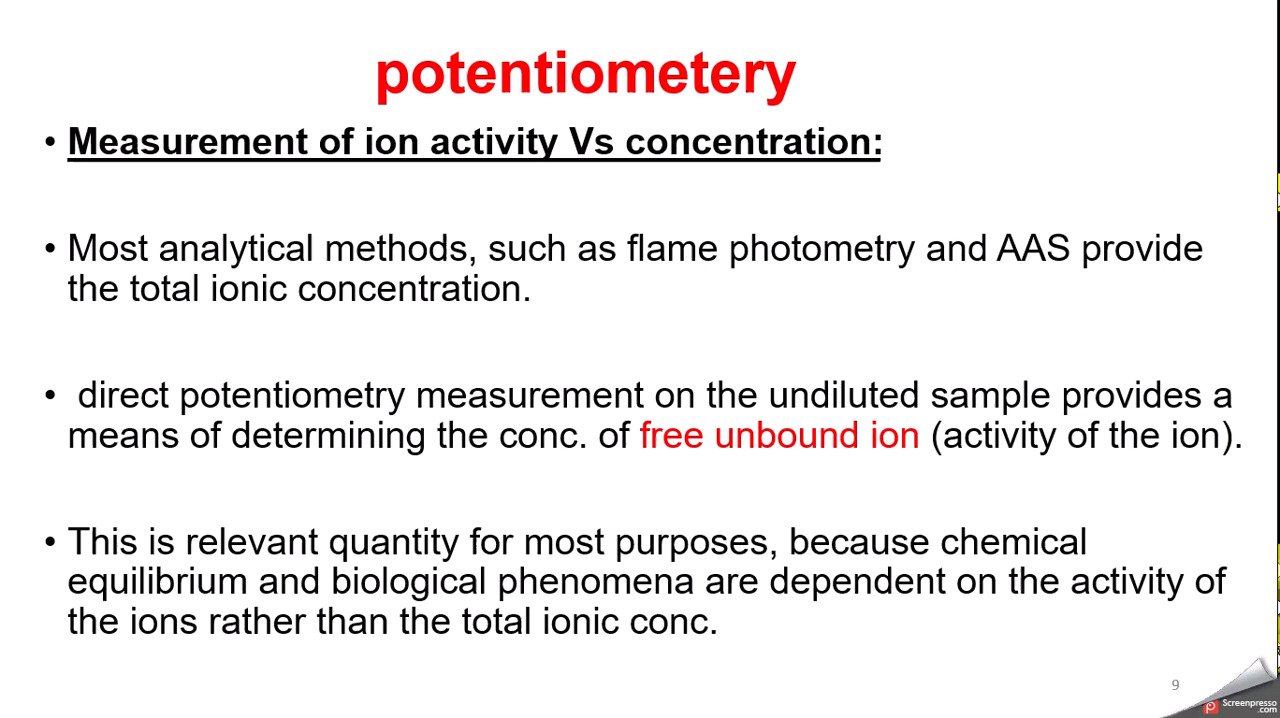 potentiometery
• Measurement of ion activity Vs concentration:
• Most analytical methods, such as flame photometry and AAS provide
the total ionic concentration.
• direct potentiometry measurement on the undiluted sample provides a
means of determining the conc. of free unbound ion (activity of the ion).
• This is relevant quantity for most purposes, because chemical
equilibrium and biological phenomena are dependent on the activity of
the ions rather than the total ionic conc.
9
Screenpresso
.com